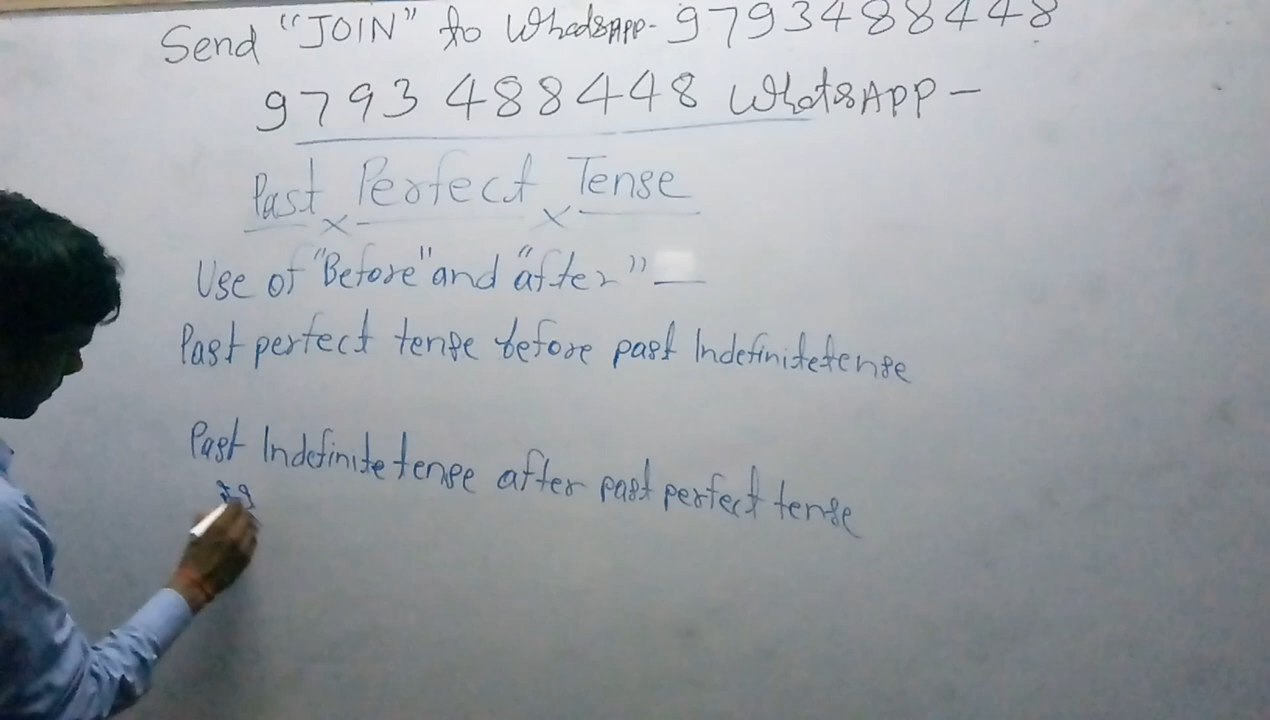 Send "JOIN" to WhatsApp- 9793488448
9793 488448 WhatsApp -
Past Perfect Tense
Use of "Before" and "after" —
Past perfect tense before past Indefinite tense
Past Indefinite tense after past perfect tense